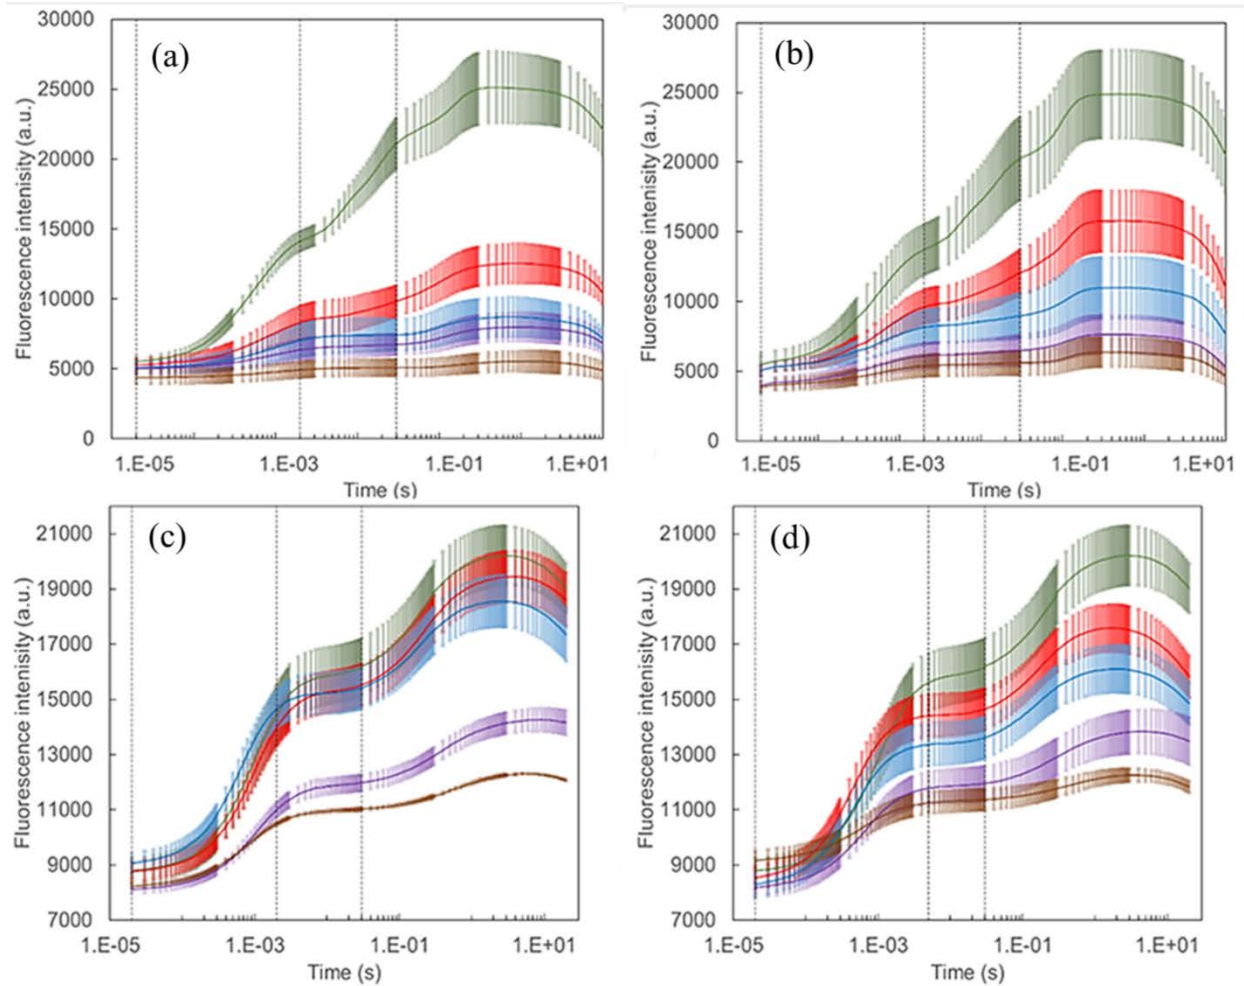 (a)
30000
25000
20000
15000
10000
5000
0
Fluorescence intenisity (a.u.)
1.E-05
1.E-03
1.E-01
1.E+01
Time (s)
(b)
30000
25000
20000
15000
10000
5000
0
Fluorescence intenisity (a.u.)
1.E-05
1.E-03
1.E-01
1.E+01
Time (s)
(c)
21000
19000
17000
15000
13000
11000
9000
7000
Fluorescence intenisity (a.u.)
1.E-05
1.E-03
1.E-01
1.E+01
Time (s)
(d)
21000
19000
17000
15000
13000
11000
9000
7000
Fluorescence intenisity (a.u.)
1.E-05
1.E-03
1.E-01
1.E+01
Time (s)